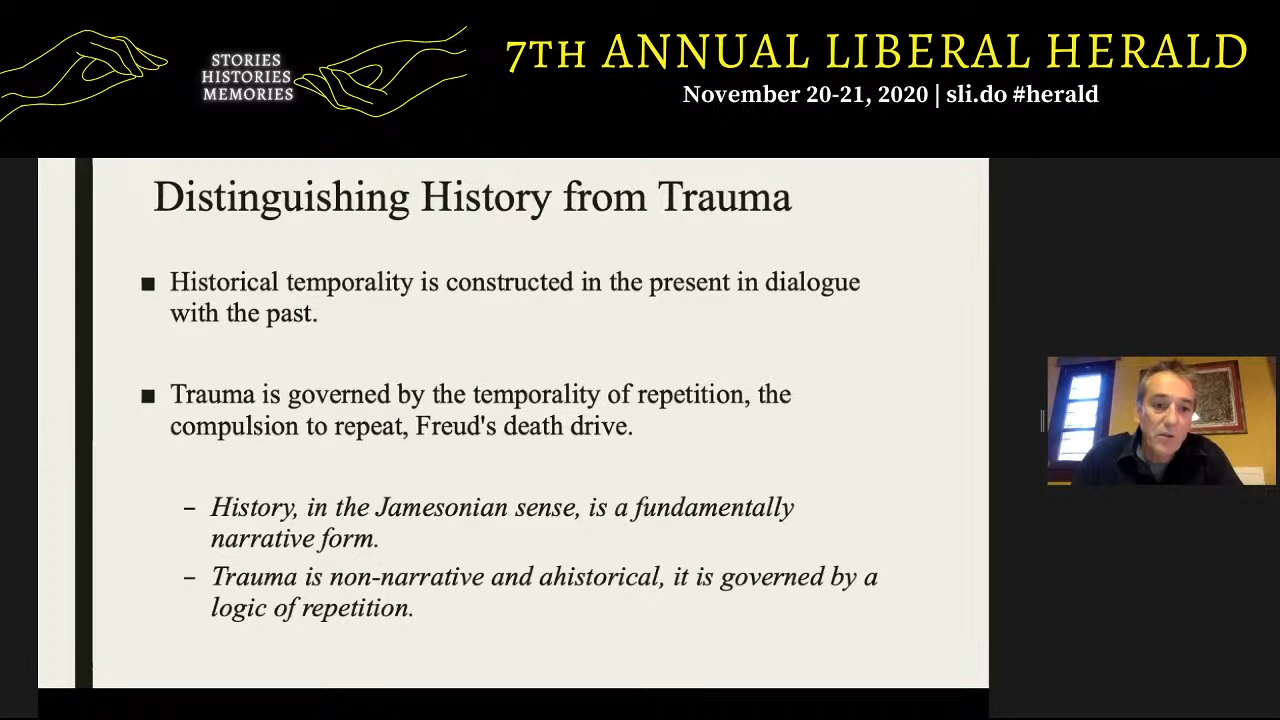 STORIES
HISTORIES
MEMORIES
7TH ANNUAL LIBERAL HERALD
November 20-21, 2020 | sli.do #herald
Distinguishing History from Trauma
■ Historical temporality is constructed in the present in dialogue
with the past.
■ Trauma is governed by the temporality of repetition, the
compulsion to repeat, Freud's death drive.
– History, in the Jamesonian sense, is a fundamentally
narrative form.
– Trauma is non-narrative and ahistorical, it is governed by a
logic of repetition.